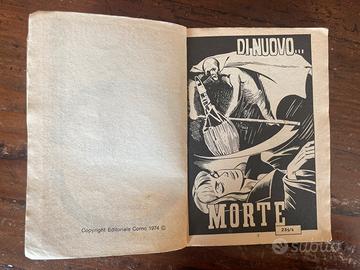 Copyright Editoriale Corno 1974 ©
DI NUOVO...
MORTE
subito